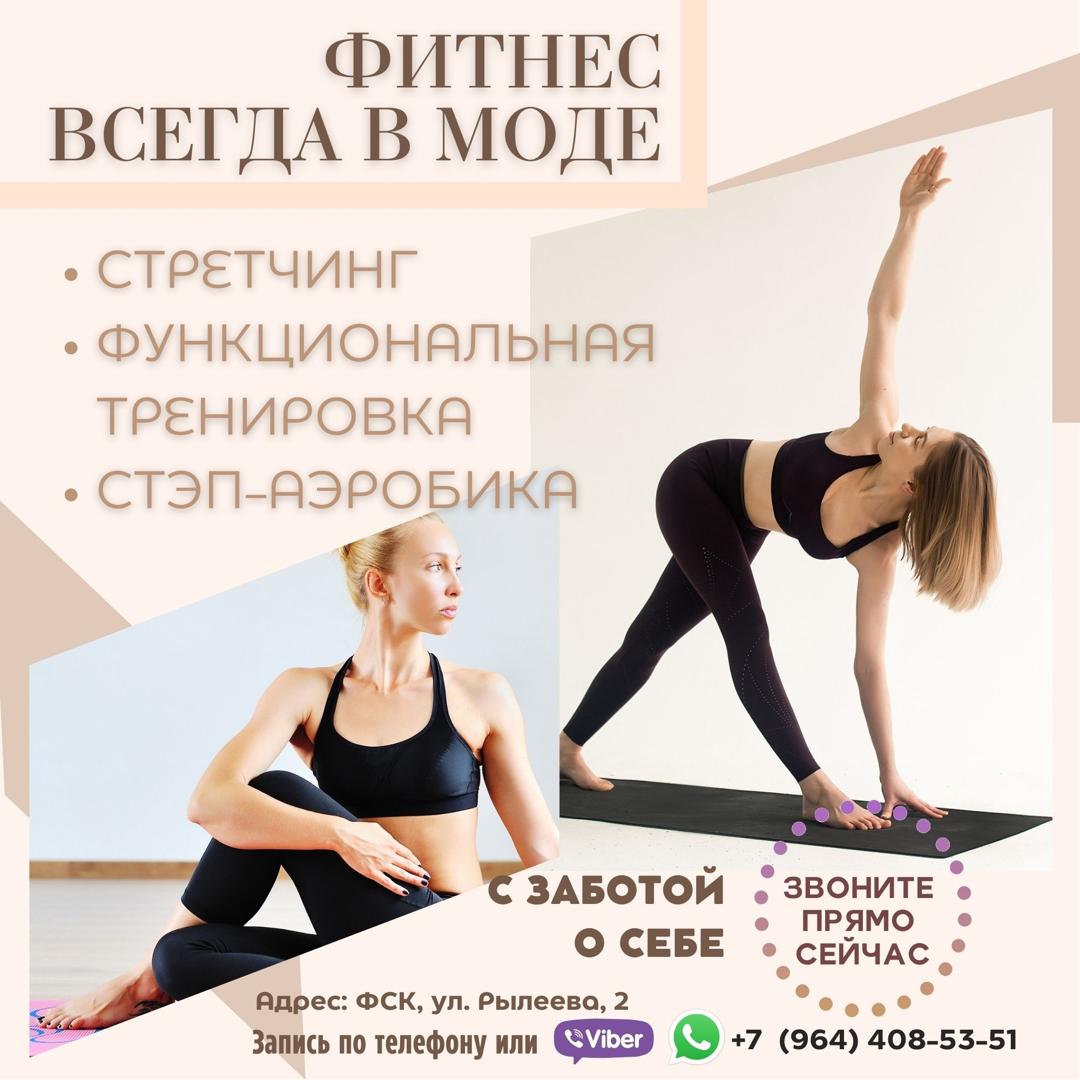 ФИТНЕС
ВСЕГДА В МОДЕ
• СТРЕТЧИНГ
• ФУНКЦИОНАЛЬНАЯ
ТРЕНИРОВКА
• СТЭП-АЭРОБИКА
С ЗАБОТОЙ
О СЕБЕ
ЗВОНИТЕ
ПРЯМО
СЕЙЧАС
Адрес: ФСК, ул. Рылеева, 2
Запись по телефону или Viber +7 (964) 408-53-51